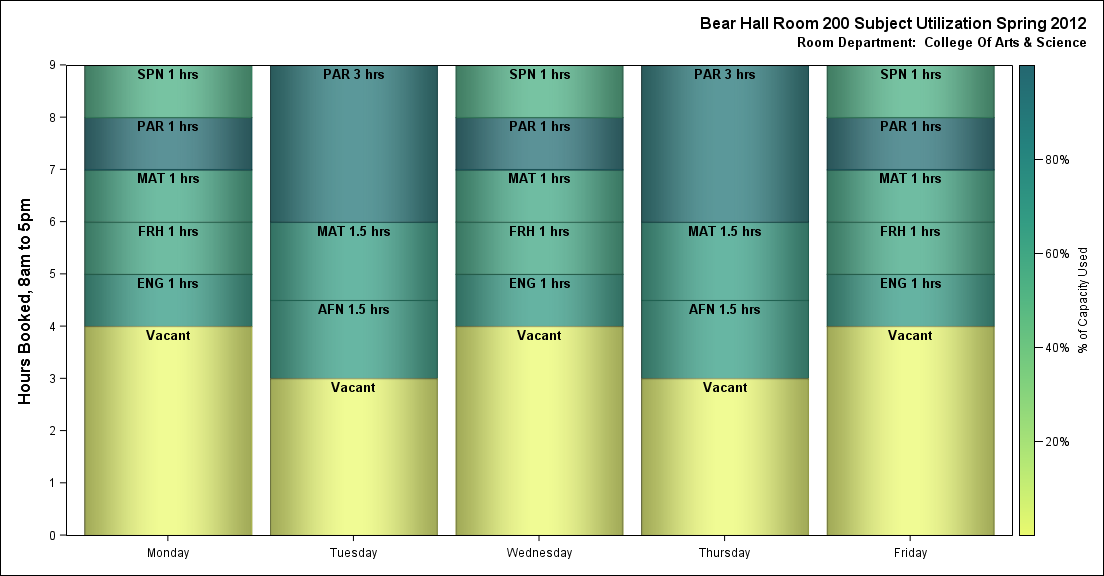 Bear Hall Room 200 Subject Utilization Spring 2012
Room Department:  College Of Arts & Science
Hours Booked, 8am to 5pm
9
8
7
6
5
4
3
2
1
0
SPN 1 hrs
PAR 1 hrs
MAT 1 hrs
FRH 1 hrs
ENG 1 hrs
Vacant
PAR 3 hrs
MAT 1.5 hrs
AFN 1.5 hrs
Vacant
SPN 1 hrs
PAR 1 hrs
MAT 1 hrs
FRH 1 hrs
ENG 1 hrs
Vacant
PAR 3 hrs
MAT 1.5 hrs
AFN 1.5 hrs
Vacant
SPN 1 hrs
PAR 1 hrs
MAT 1 hrs
FRH 1 hrs
ENG 1 hrs
Vacant
Monday
Tuesday
Wednesday
Thursday
Friday
80%
60%
40%
20%
% of Capacity Used